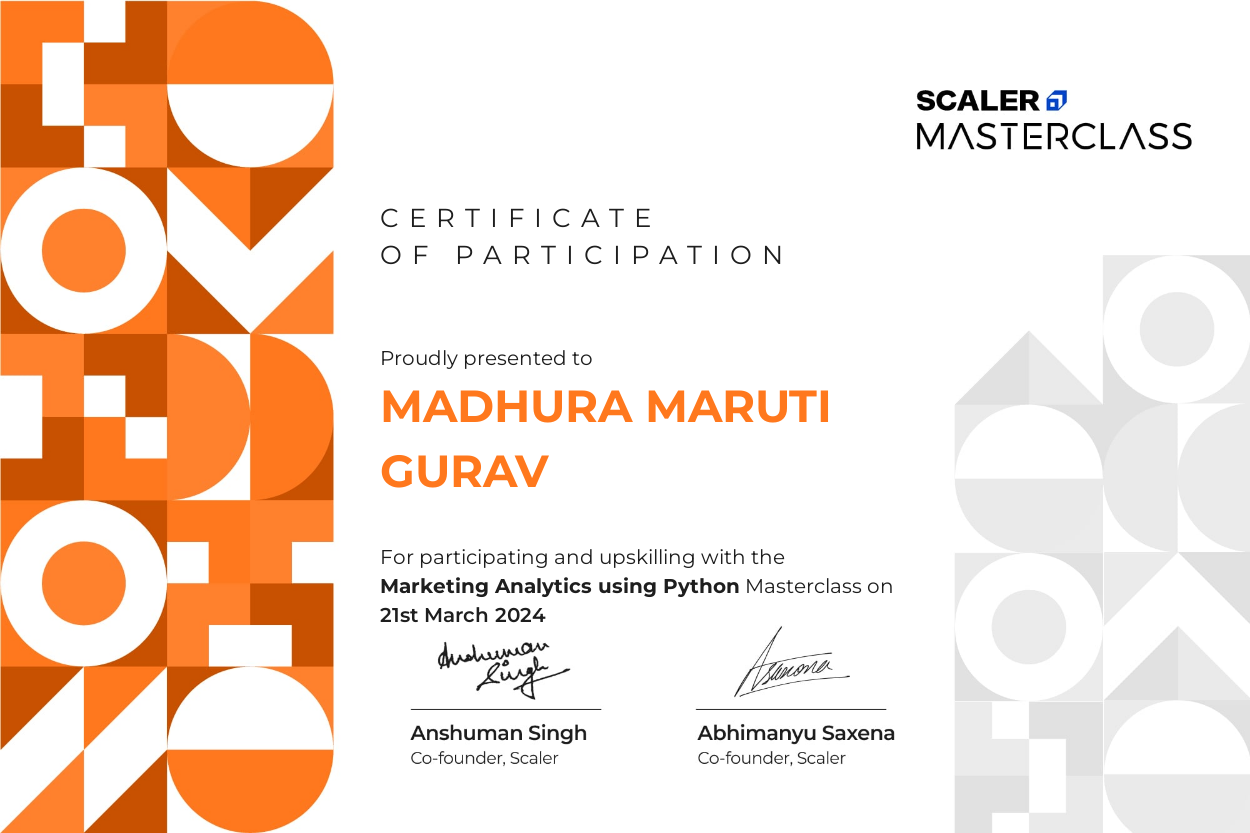 SCALER
MASTERCLASS
CERTIFICATE
OF PARTICIPATION
Proudly presented to
MADHURA MARUTI
GURAV
For participating and upskilling with the
Marketing Analytics using Python Masterclass on
21st March 2024
Anshuman
Singh
Asaxena
Anshuman Singh
Abhimanyu Saxena
Co-founder, Scaler
Co-founder, Scaler